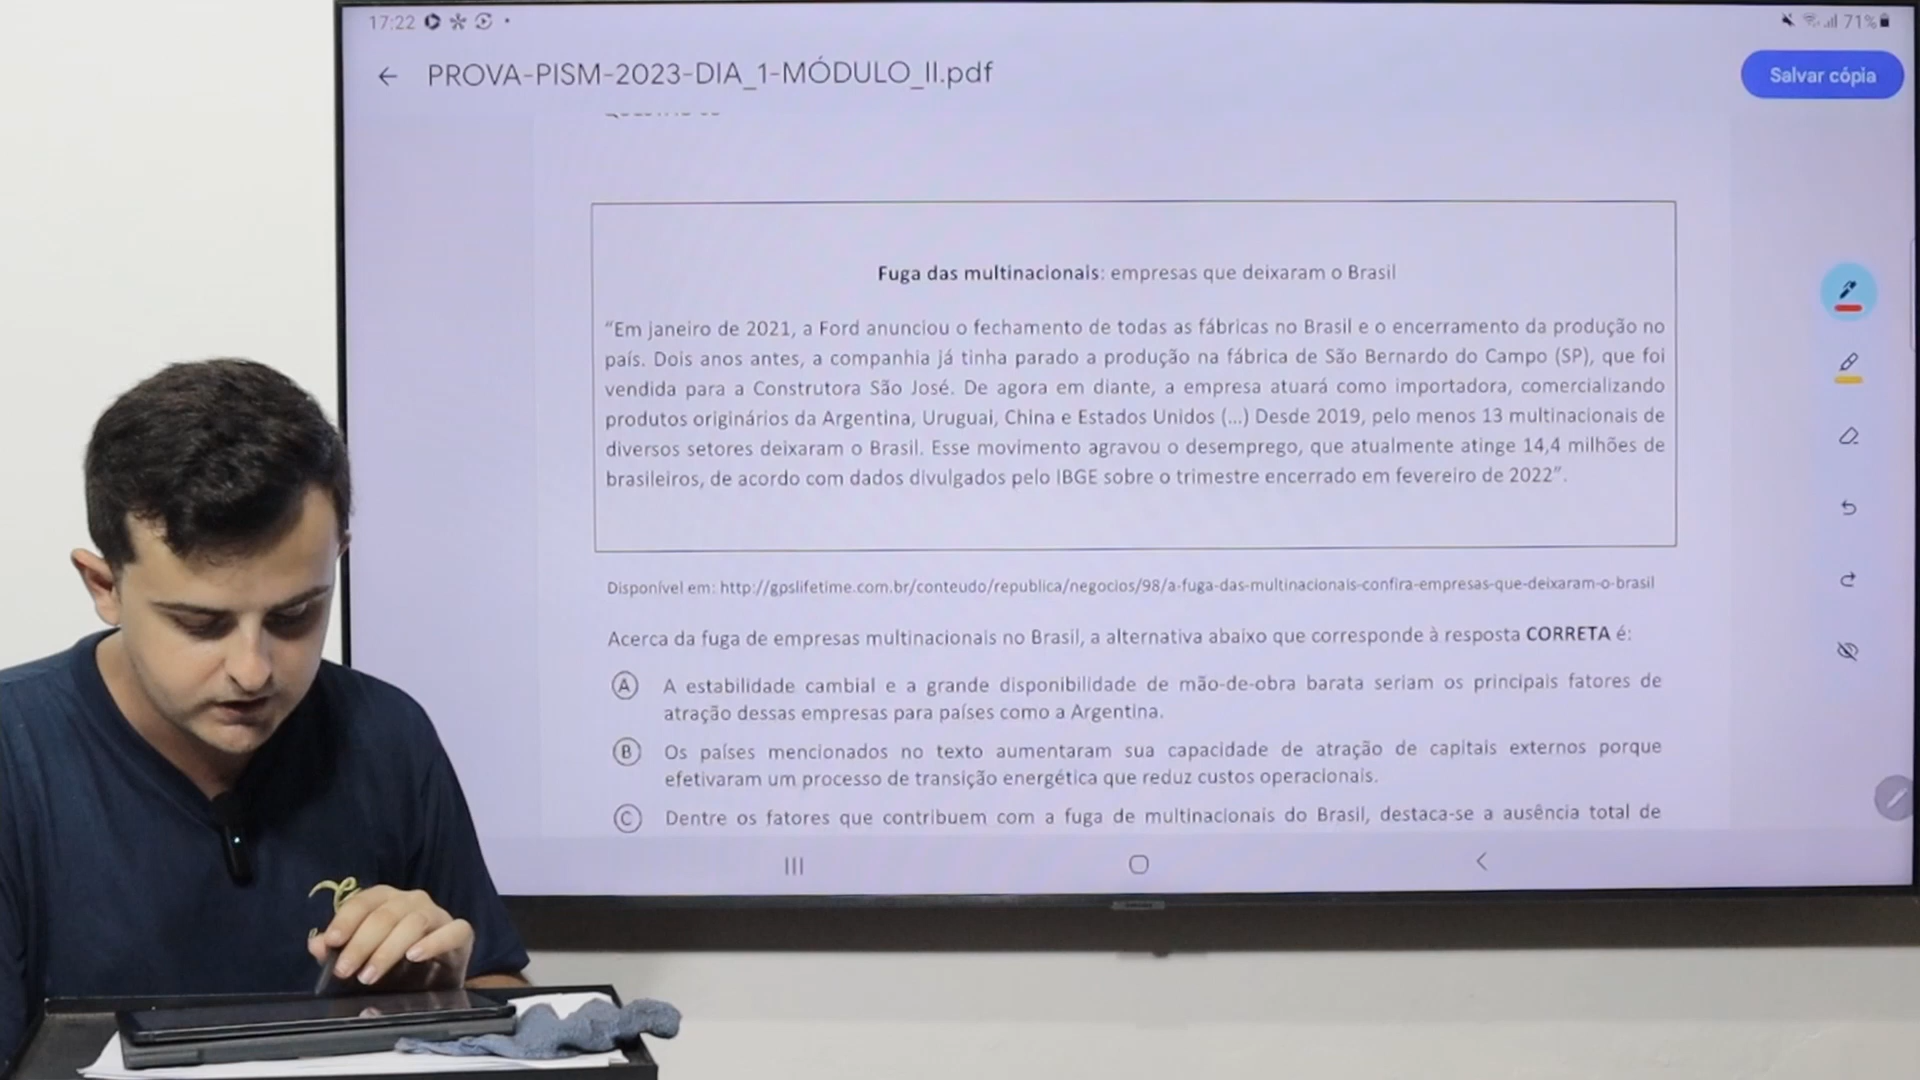 17:22
71%
PROVA-PISM-2023-DIA_1-MÓDULO_II.pdf
Salvar cópia
Fuga das multinacionais: empresas que deixaram o Brasil
“Em janeiro de 2021, a Ford anunciou o fechamento de todas as fábricas no Brasil e o encerramento da produção no
país. Dois anos antes, a companhia já tinha parado a produção na fábrica de São Bernardo do Campo (SP), que foi
vendida para a Construtora São José. De agora em diante, a empresa atuará como importadora, comercializando
produtos originários da Argentina, Uruguai, China e Estados Unidos (...) Desde 2019, pelo menos 13 multinacionais de
diversos setores deixaram o Brasil. Esse movimento agravou o desemprego, que atualmente atinge 14,4 milhões de
brasileiros, de acordo com dados divulgados pelo IBGE sobre o trimestre encerrado em fevereiro de 2022”.
Disponível em: http://gpslifetime.com.br/conteudo/republica/negocios/98/a-fuga-das-multinacionais-confira-empresas-que-deixaram-o-brasil
Acerca da fuga de empresas multinacionais no Brasil, a alternativa abaixo que corresponde à resposta CORRETA é:
A A estabilidade cambial e a grande disponibilidade de mão-de-obra barata seriam os principais fatores de
atração dessas empresas para países como a Argentina.
B Os países mencionados no texto aumentaram sua capacidade de atração de capitais externos porque
efetivaram um processo de transição energética que reduz custos operacionais.
C Dentre os fatores que contribuem com a fuga de multinacionais do Brasil, destaca-se a ausência total de